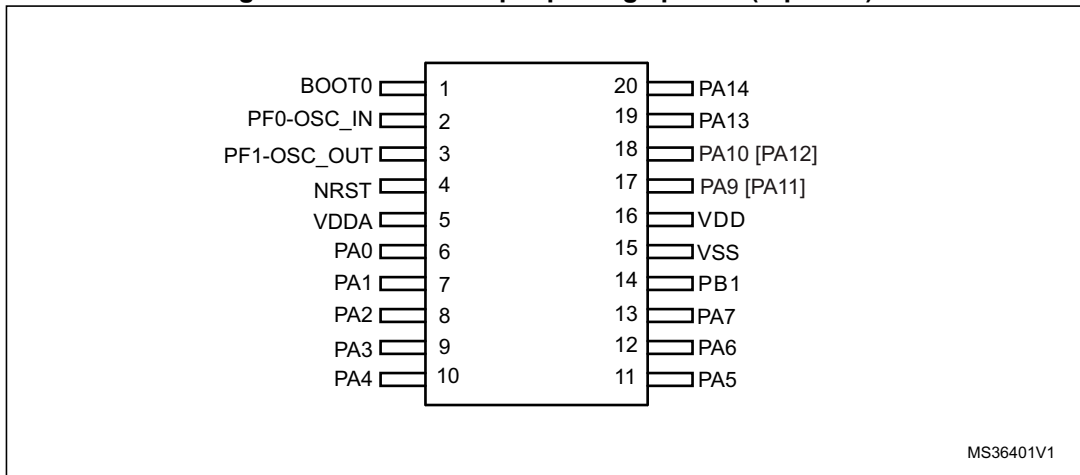 BOOT0 1 20 PA14
PF0-OSC_IN 2 19 PA13
PF1-OSC_OUT 3 18 PA10 [PA12]
NRST 4 17 PA9 [PA11]
VDDA 5 16 VDD
PA0 6 15 VSS
PA1 7 14 PB1
PA2 8 13 PA7
PA3 9 12 PA6
PA4 10 11 PA5
MS36401V1